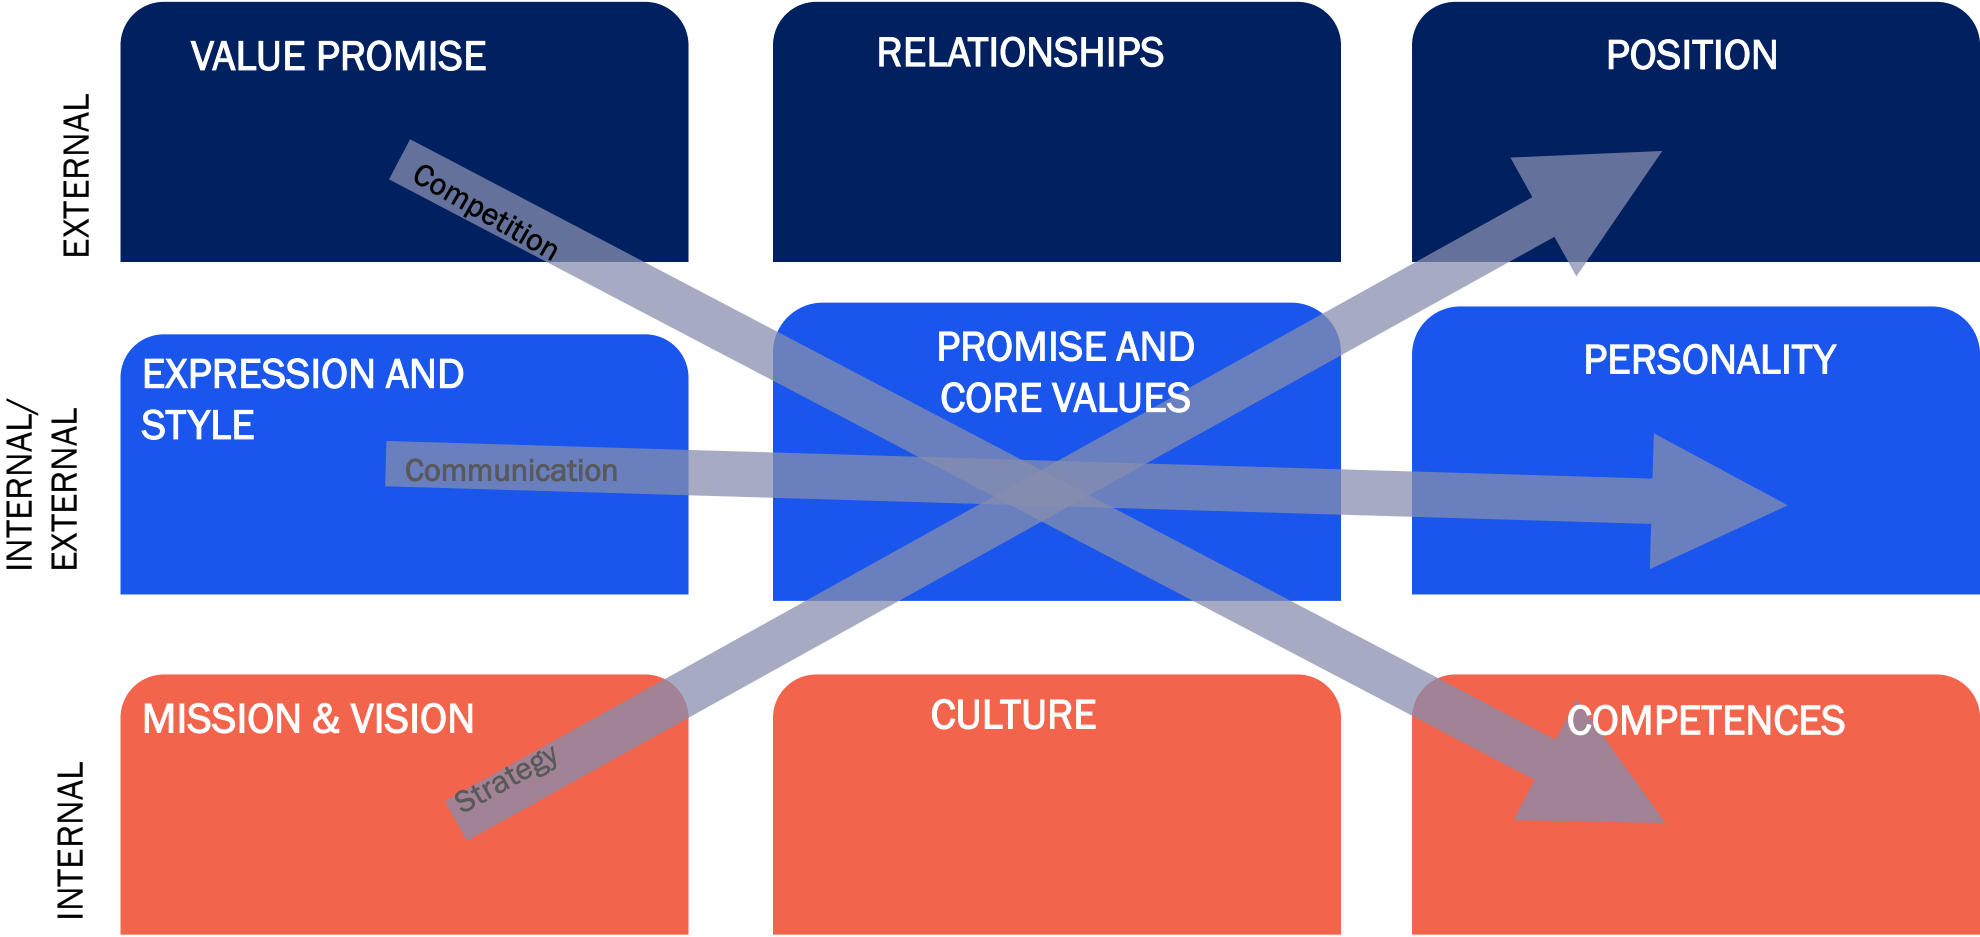 EXTERNAL
VALUE PROMISE
RELATIONSHIPS
POSITION
Competition
INTERNAL/
EXTERNAL
EXPRESSION AND
STYLE
PROMISE AND
CORE VALUES
PERSONALITY
Communication
INTERNAL
MISSION & VISION
CULTURE
COMPETENCES
Strategy